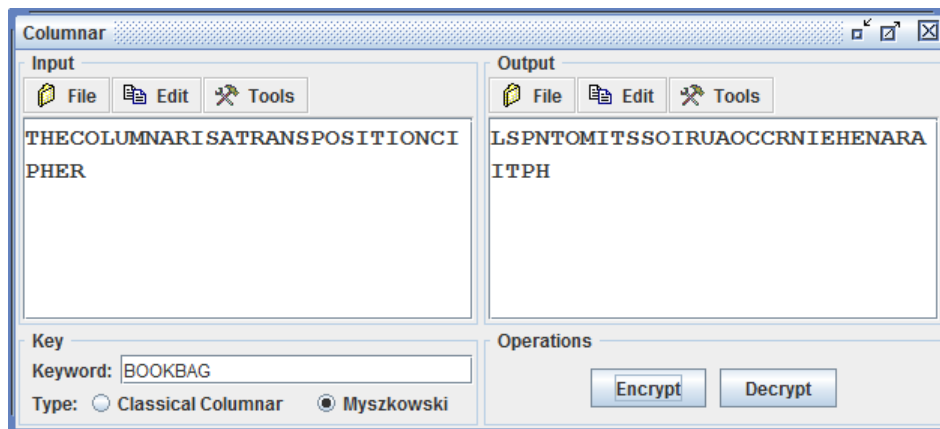 Columnar
Input
File Edit Tools
THECOLUMNARISATRANSPOSITIONCI
PHER
Output
File Edit Tools
LSPNTOMITSSOIRUAOCCRNIEHENARA
ITPH
Key
Keyword: BOOKBAG
Type: Classical Columnar Myszkowski
Operations
Encrypt Decrypt